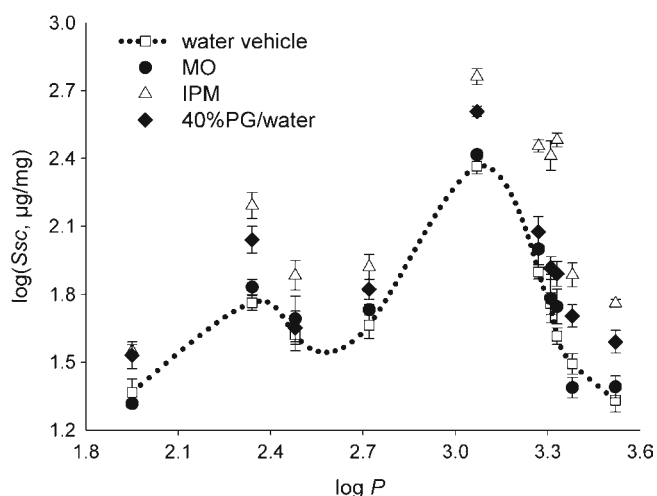 3.0
2.7
2.4
2.1
1.8
1.5
1.2
log(Ssc, μg/mg)
water vehicle
MO
IPM
40%PG/water
1.8 2.1 2.4 2.7 3.0 3.3 3.6
log P